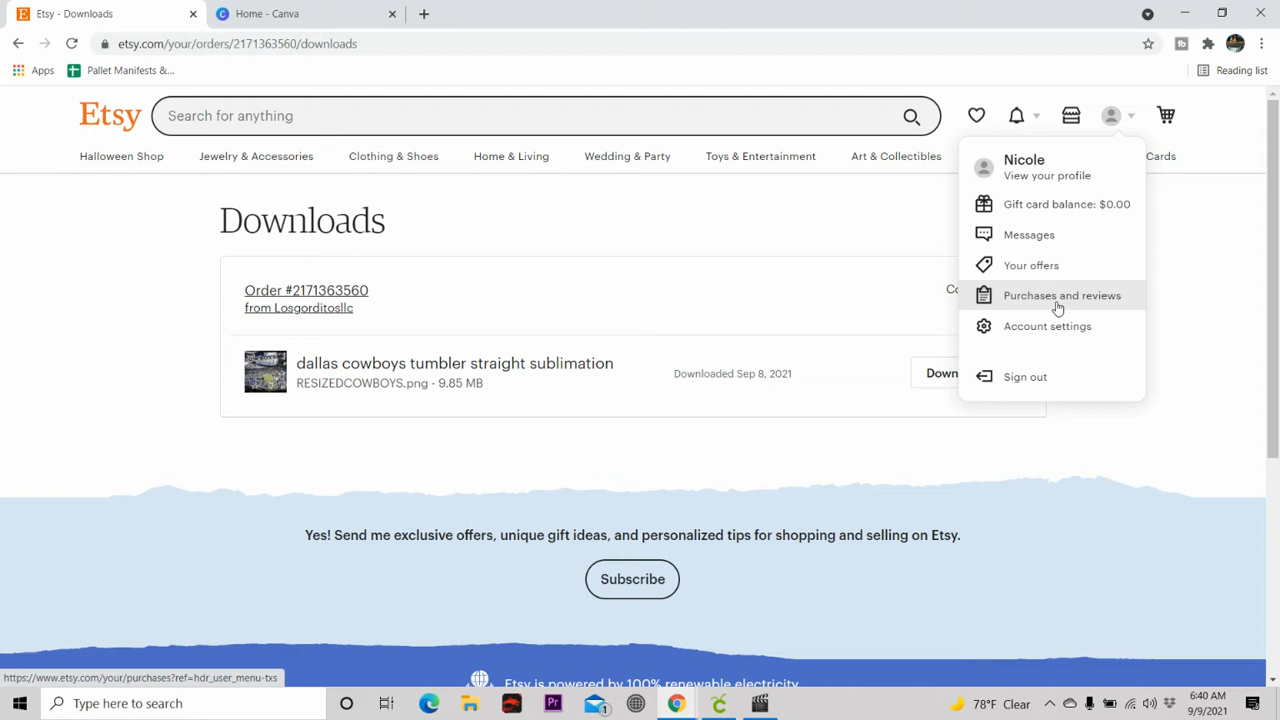 Etsy - Downloads
Home - Canva
etsy.com/your/orders/2171363560/downloads
Apps
Pallet Manifests &...
Reading list
Etsy
Search for anything
Halloween Shop
Jewelry & Accessories
Clothing & Shoes
Home & Living
Wedding & Party
Toys & Entertainment
Art & Collectibles
Cards
Nicole
View your profile
Gift card balance: $0.00
Messages
Your offers
Purchases and reviews
Account settings
Sign out
Downloads
Order #2171363560
from Losgorditosllc
dallas cowboys tumbler straight sublimation
RESIZEDCOWBOYS.png - 9.85 MB
Downloaded Sep 8, 2021
Down
Yes! Send me exclusive offers, unique gift ideas, and personalized tips for shopping and selling on Etsy.
Subscribe
Etsy is powered by 100% renewable electricity.
https://www.etsy.com/your/purchases?ref=hdr_user_menu-txs
Type here to search
78°F Clear
6:40 AM
9/9/2021